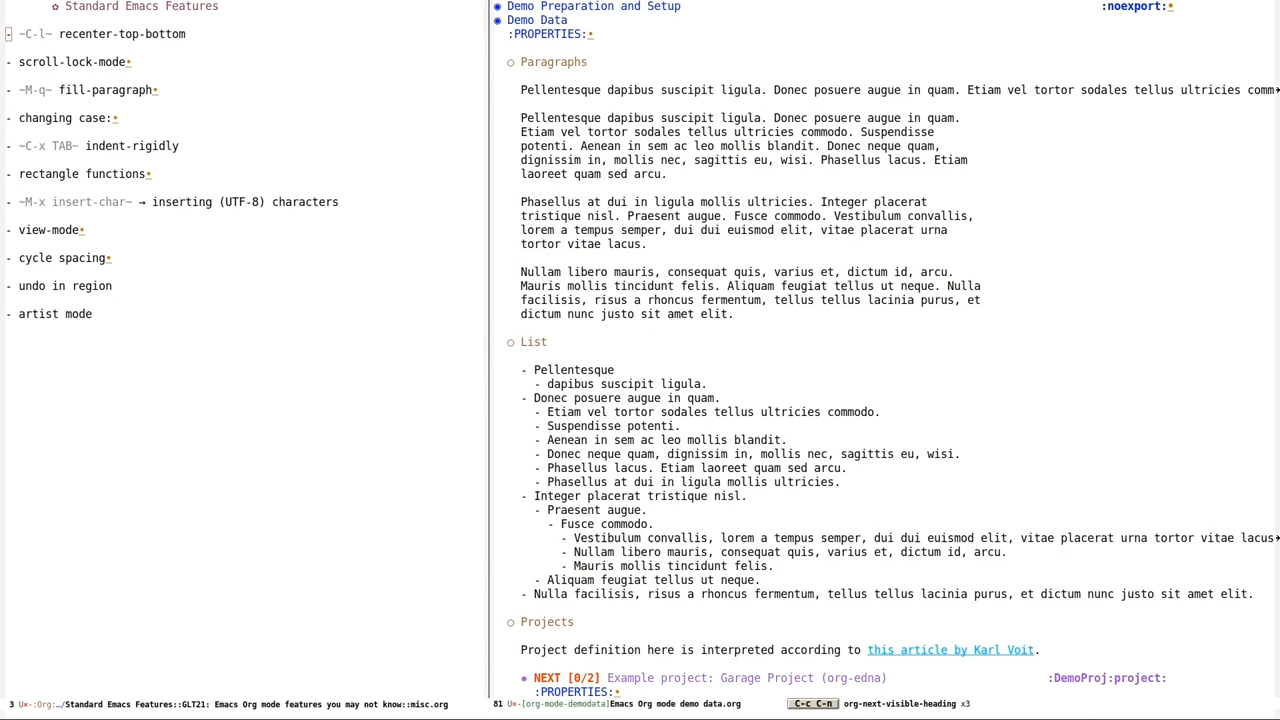 ✿ Standard Emacs Features
- ~C-l~ recenter-top-bottom
- scroll-lock-mode•
- ~M-q~ fill-paragraph•
- changing case:•
- ~C-x TAB~ indent-rigidly
- rectangle functions•
- ~M-x insert-char~ → inserting (UTF-8) characters
- view-mode•
- cycle spacing•
- undo in region
- artist mode
3 U×-:Org:…/Standard Emacs Features::GLT21: Emacs Org mode features you may not know::misc.org
◉ Demo Preparation and Setup :noexport:•
◉ Demo Data
:PROPERTIES:•
○ Paragraphs
Pellentesque dapibus suscipit ligula. Donec posuere augue in quam. Etiam vel tortor sodales tellus ultricies comm→
Pellentesque dapibus suscipit ligula. Donec posuere augue in quam.
Etiam vel tortor sodales tellus ultricies commodo. Suspendisse
potenti. Aenean in sem ac leo mollis blandit. Donec neque quam,
dignissim in, mollis nec, sagittis eu, wisi. Phasellus lacus. Etiam
laoreet quam sed arcu.
Phasellus at dui in ligula mollis ultricies. Integer placerat
tristique nisl. Praesent augue. Fusce commodo. Vestibulum convallis,
lorem a tempus semper, dui dui euismod elit, vitae placerat urna
tortor vitae lacus.
Nullam libero mauris, consequat quis, varius et, dictum id, arcu.
Mauris mollis tincidunt felis. Aliquam feugiat tellus ut neque. Nulla
facilisis, risus a rhoncus fermentum, tellus tellus lacinia purus, et
dictum nunc justo sit amet elit.
○ List
- Pellentesque
- dapibus suscipit ligula.
- Donec posuere augue in quam.
- Etiam vel tortor sodales tellus ultricies commodo.
- Suspendisse potenti.
- Aenean in sem ac leo mollis blandit.
- Donec neque quam, dignissim in, mollis nec, sagittis eu, wisi.
- Phasellus lacus. Etiam laoreet quam sed arcu.
- Phasellus at dui in ligula mollis ultricies.
- Integer placerat tristique nisl.
- Praesent augue.
- Fusce commodo.
- Vestibulum convallis, lorem a tempus semper, dui dui euismod elit, vitae placerat urna tortor vitae lacus→
- Nullam libero mauris, consequat quis, varius et, dictum id, arcu.
- Mauris mollis tincidunt felis.
- Aliquam feugiat tellus ut neque.
- Nulla facilisis, risus a rhoncus fermentum, tellus tellus lacinia purus, et dictum nunc justo sit amet elit.
○ Projects
Project definition here is interpreted according to this article by Karl Voit.
• NEXT [0/2] Example project: Garage Project (org-edna) :DemoProj:project:
:PROPERTIES:•
81 U×-[org-mode-demodata]Emacs Org mode demo data.org C-c C-n org-next-visible-heading x3